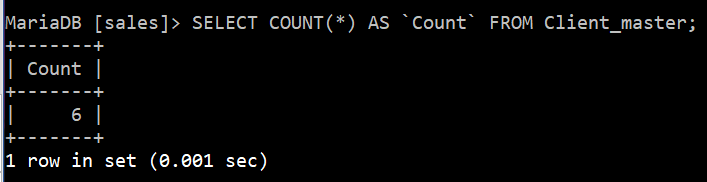 MariaDB [sales]> SELECT COUNT(*) AS `Count` FROM Client_master;
+-------+
| Count |
+-------+
|     6 |
+-------+
1 row in set (0.001 sec)